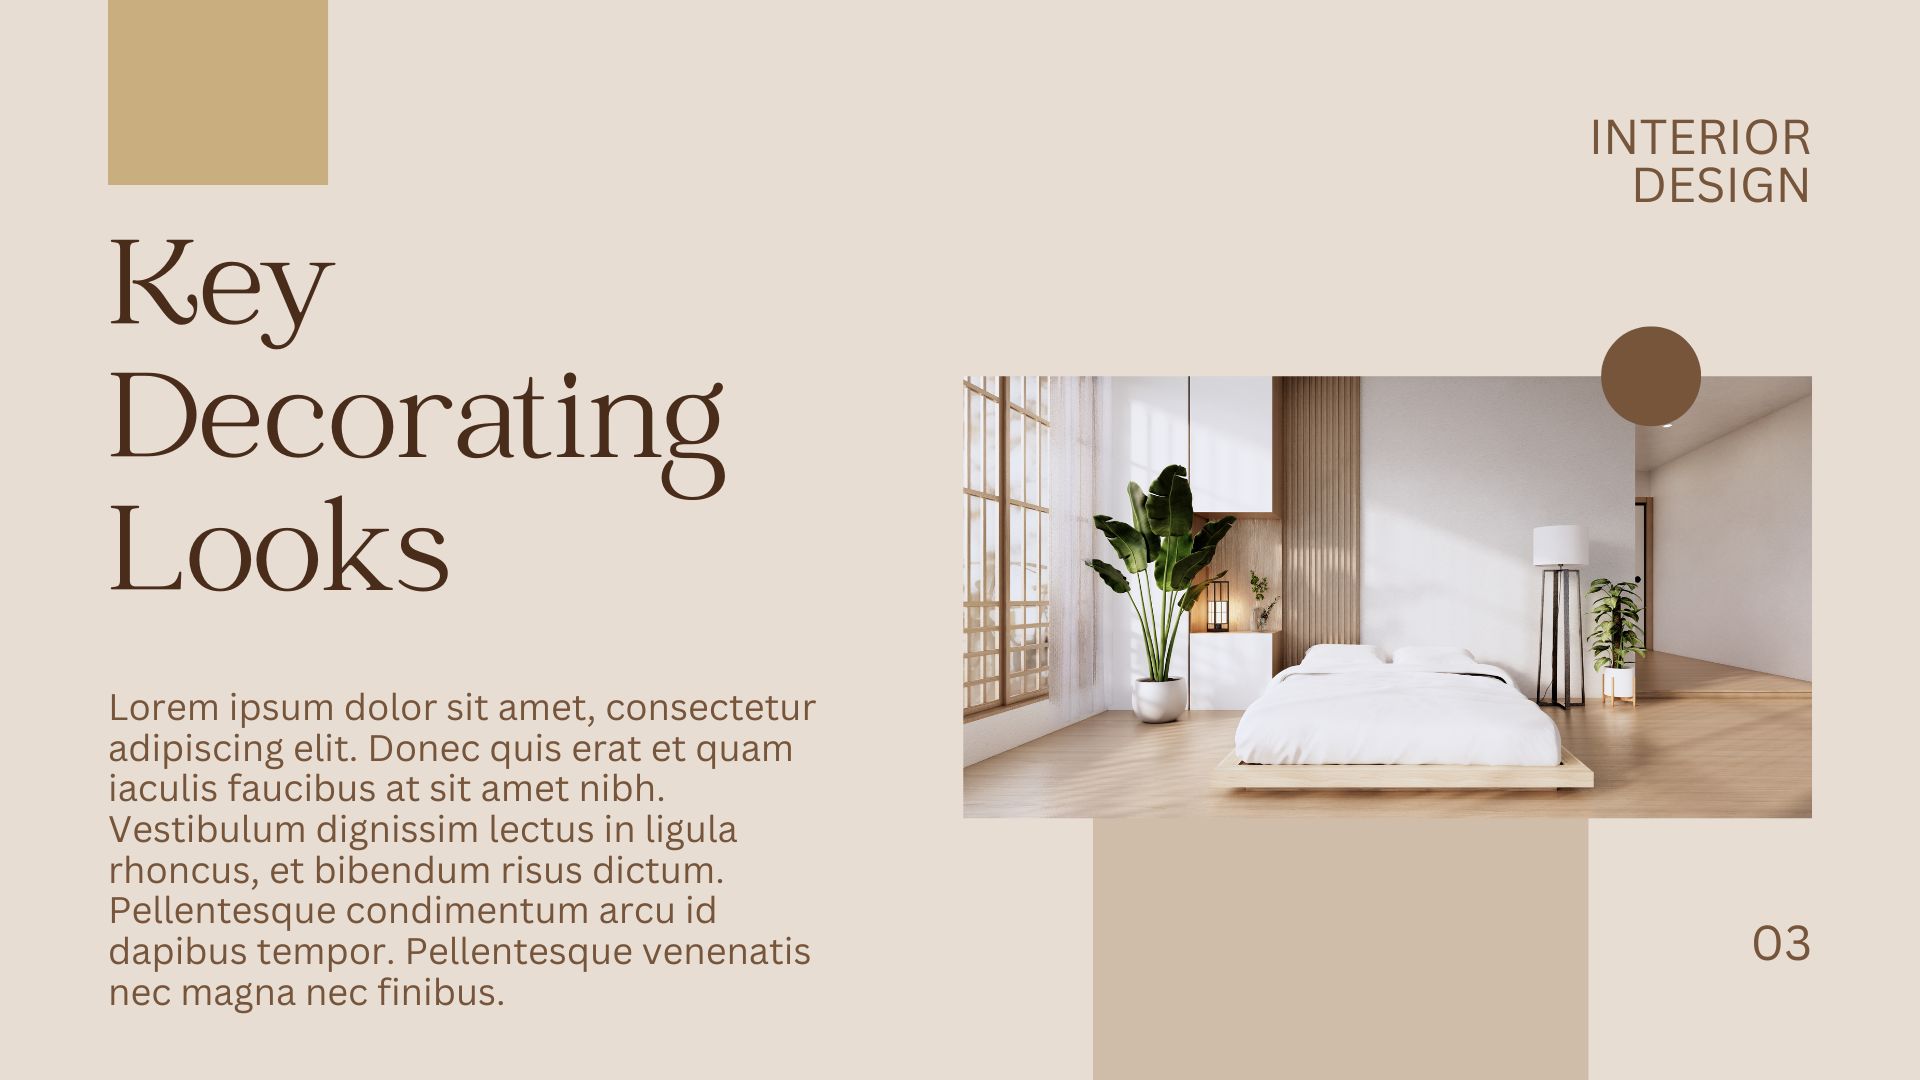 INTERIOR
DESIGN
Key
Decorating
Looks
Lorem ipsum dolor sit amet, consectetur
adipiscing elit. Donec quis erat et quam
iaculis faucibus at sit amet nibh.
Vestibulum dignissim lectus in ligula
rhoncus, et bibendum risus dictum.
Pellentesque condimentum arcu id
dapibus tempor. Pellentesque venenatis
nec magna nec finibus.
03